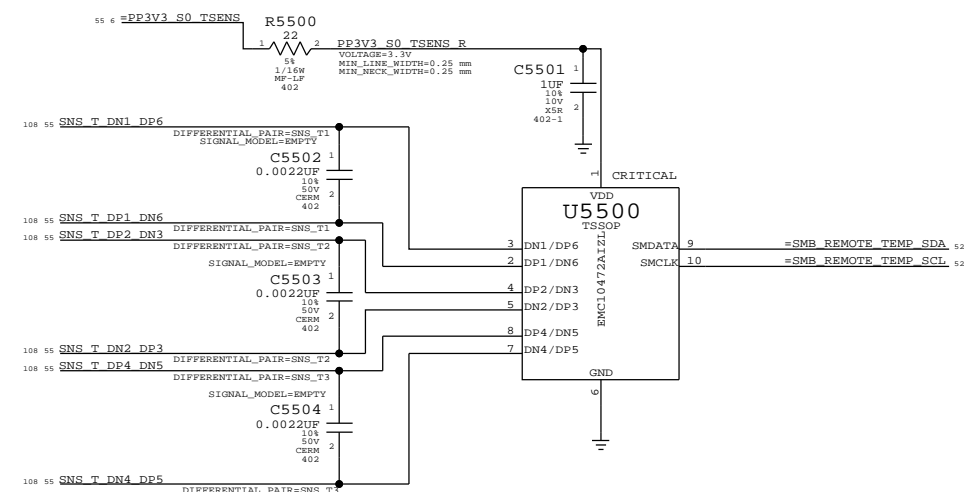 55 6 =PP3V3_S0_TSENS
R5500
22
1 2
5%
1/16W
MF-LF
402
PP3V3_S0_TSENS_R
VOLTAGE=3.3V
MIN_LINE_WIDTH=0.25 mm
MIN_NECK_WIDTH=0.25 mm
C5501 1
1UF
10%
10V
X5R 2
402-1
108 55 SNS_T_DN1_DP6
DIFFERENTIAL_PAIR=SNS_T1
SIGNAL_MODEL=EMPTY
C5502 1
0.0022UF
10%
50V
CERM 2
402
108 55 SNS_T_DP1_DN6
DIFFERENTIAL_PAIR=SNS_T1
108 55 SNS_T_DP2_DN3
DIFFERENTIAL_PAIR=SNS_T2
SIGNAL_MODEL=EMPTY
C5503 1
0.0022UF
10%
50V
CERM 2
402
108 55 SNS_T_DN2_DP3
DIFFERENTIAL_PAIR=SNS_T2
108 55 SNS_T_DP4_DN5
DIFFERENTIAL_PAIR=SNS_T3
SIGNAL_MODEL=EMPTY
C5504 1
0.0022UF
10%
50V
CERM 2
402
108 55 SNS_T_DN4_DP5
DIFFERENTIAL_PAIR=SNS_T3
1 CRITICAL
VDD
U5500
TSSOP
EMC10472AIZL
3 DN1/DP6
2 DP1/DN6
4 DP2/DN3
5 DN2/DP3
8 DP4/DN5
7 DN4/DP5
SMDATA 9 =SMB_REMOTE_TEMP_SDA 52
SMCLK 10 =SMB_REMOTE_TEMP_SCL 52
GND
6